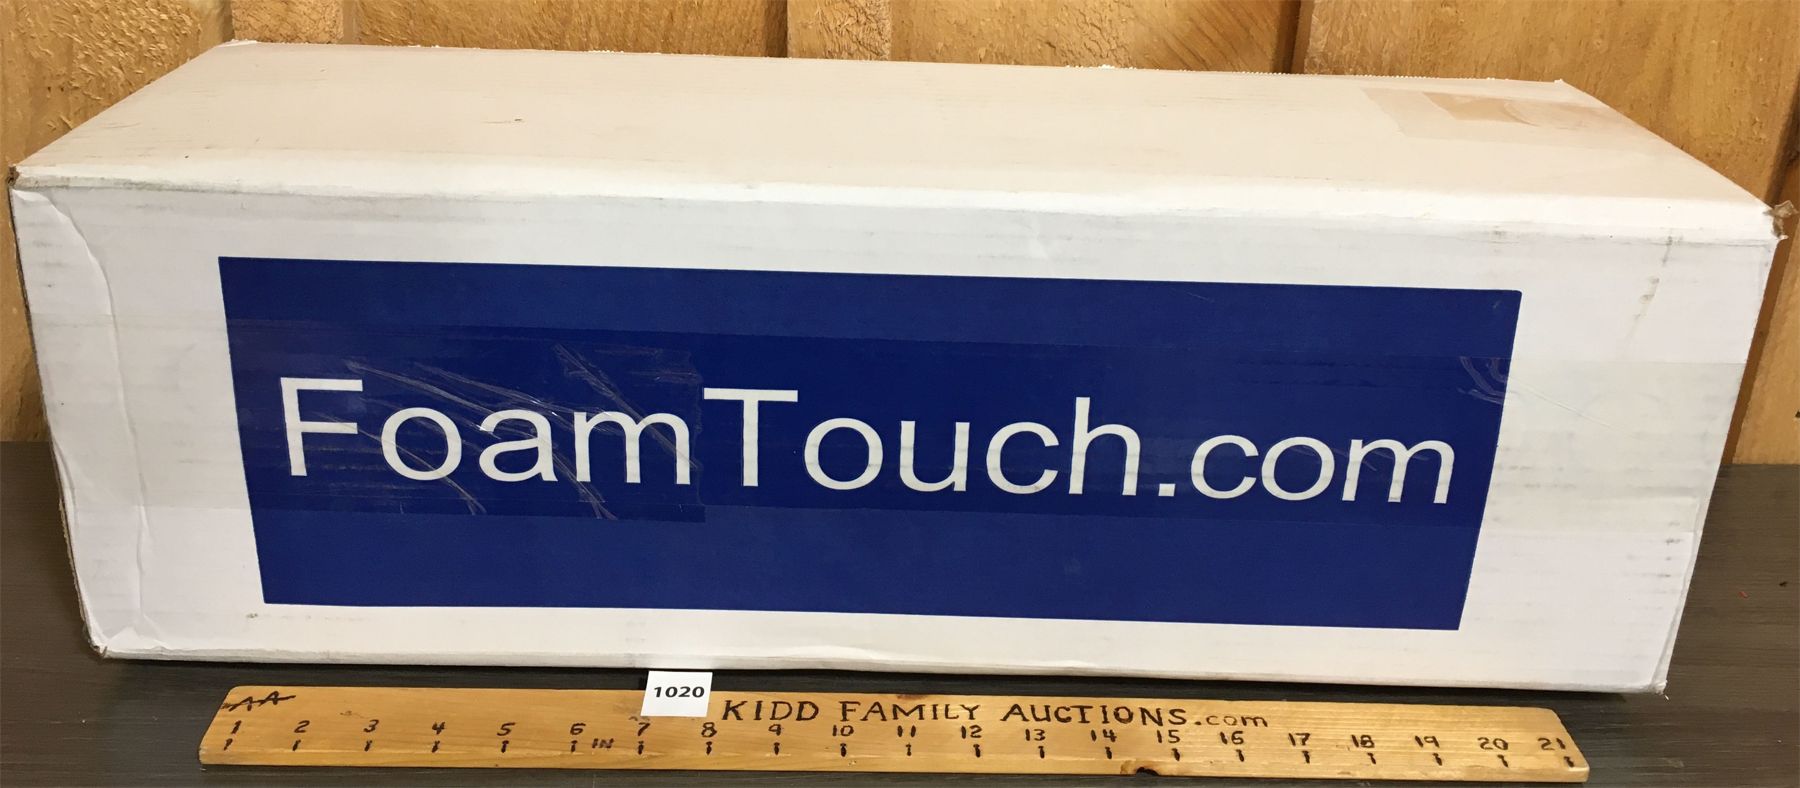 FoamTouch.com
1020
AA
KIDD FAMILY AUCTIONS.com
1 2 3 4 5 6 IN 7 8 9 10 11 12 13 14 15 16 17 18 19 20 21